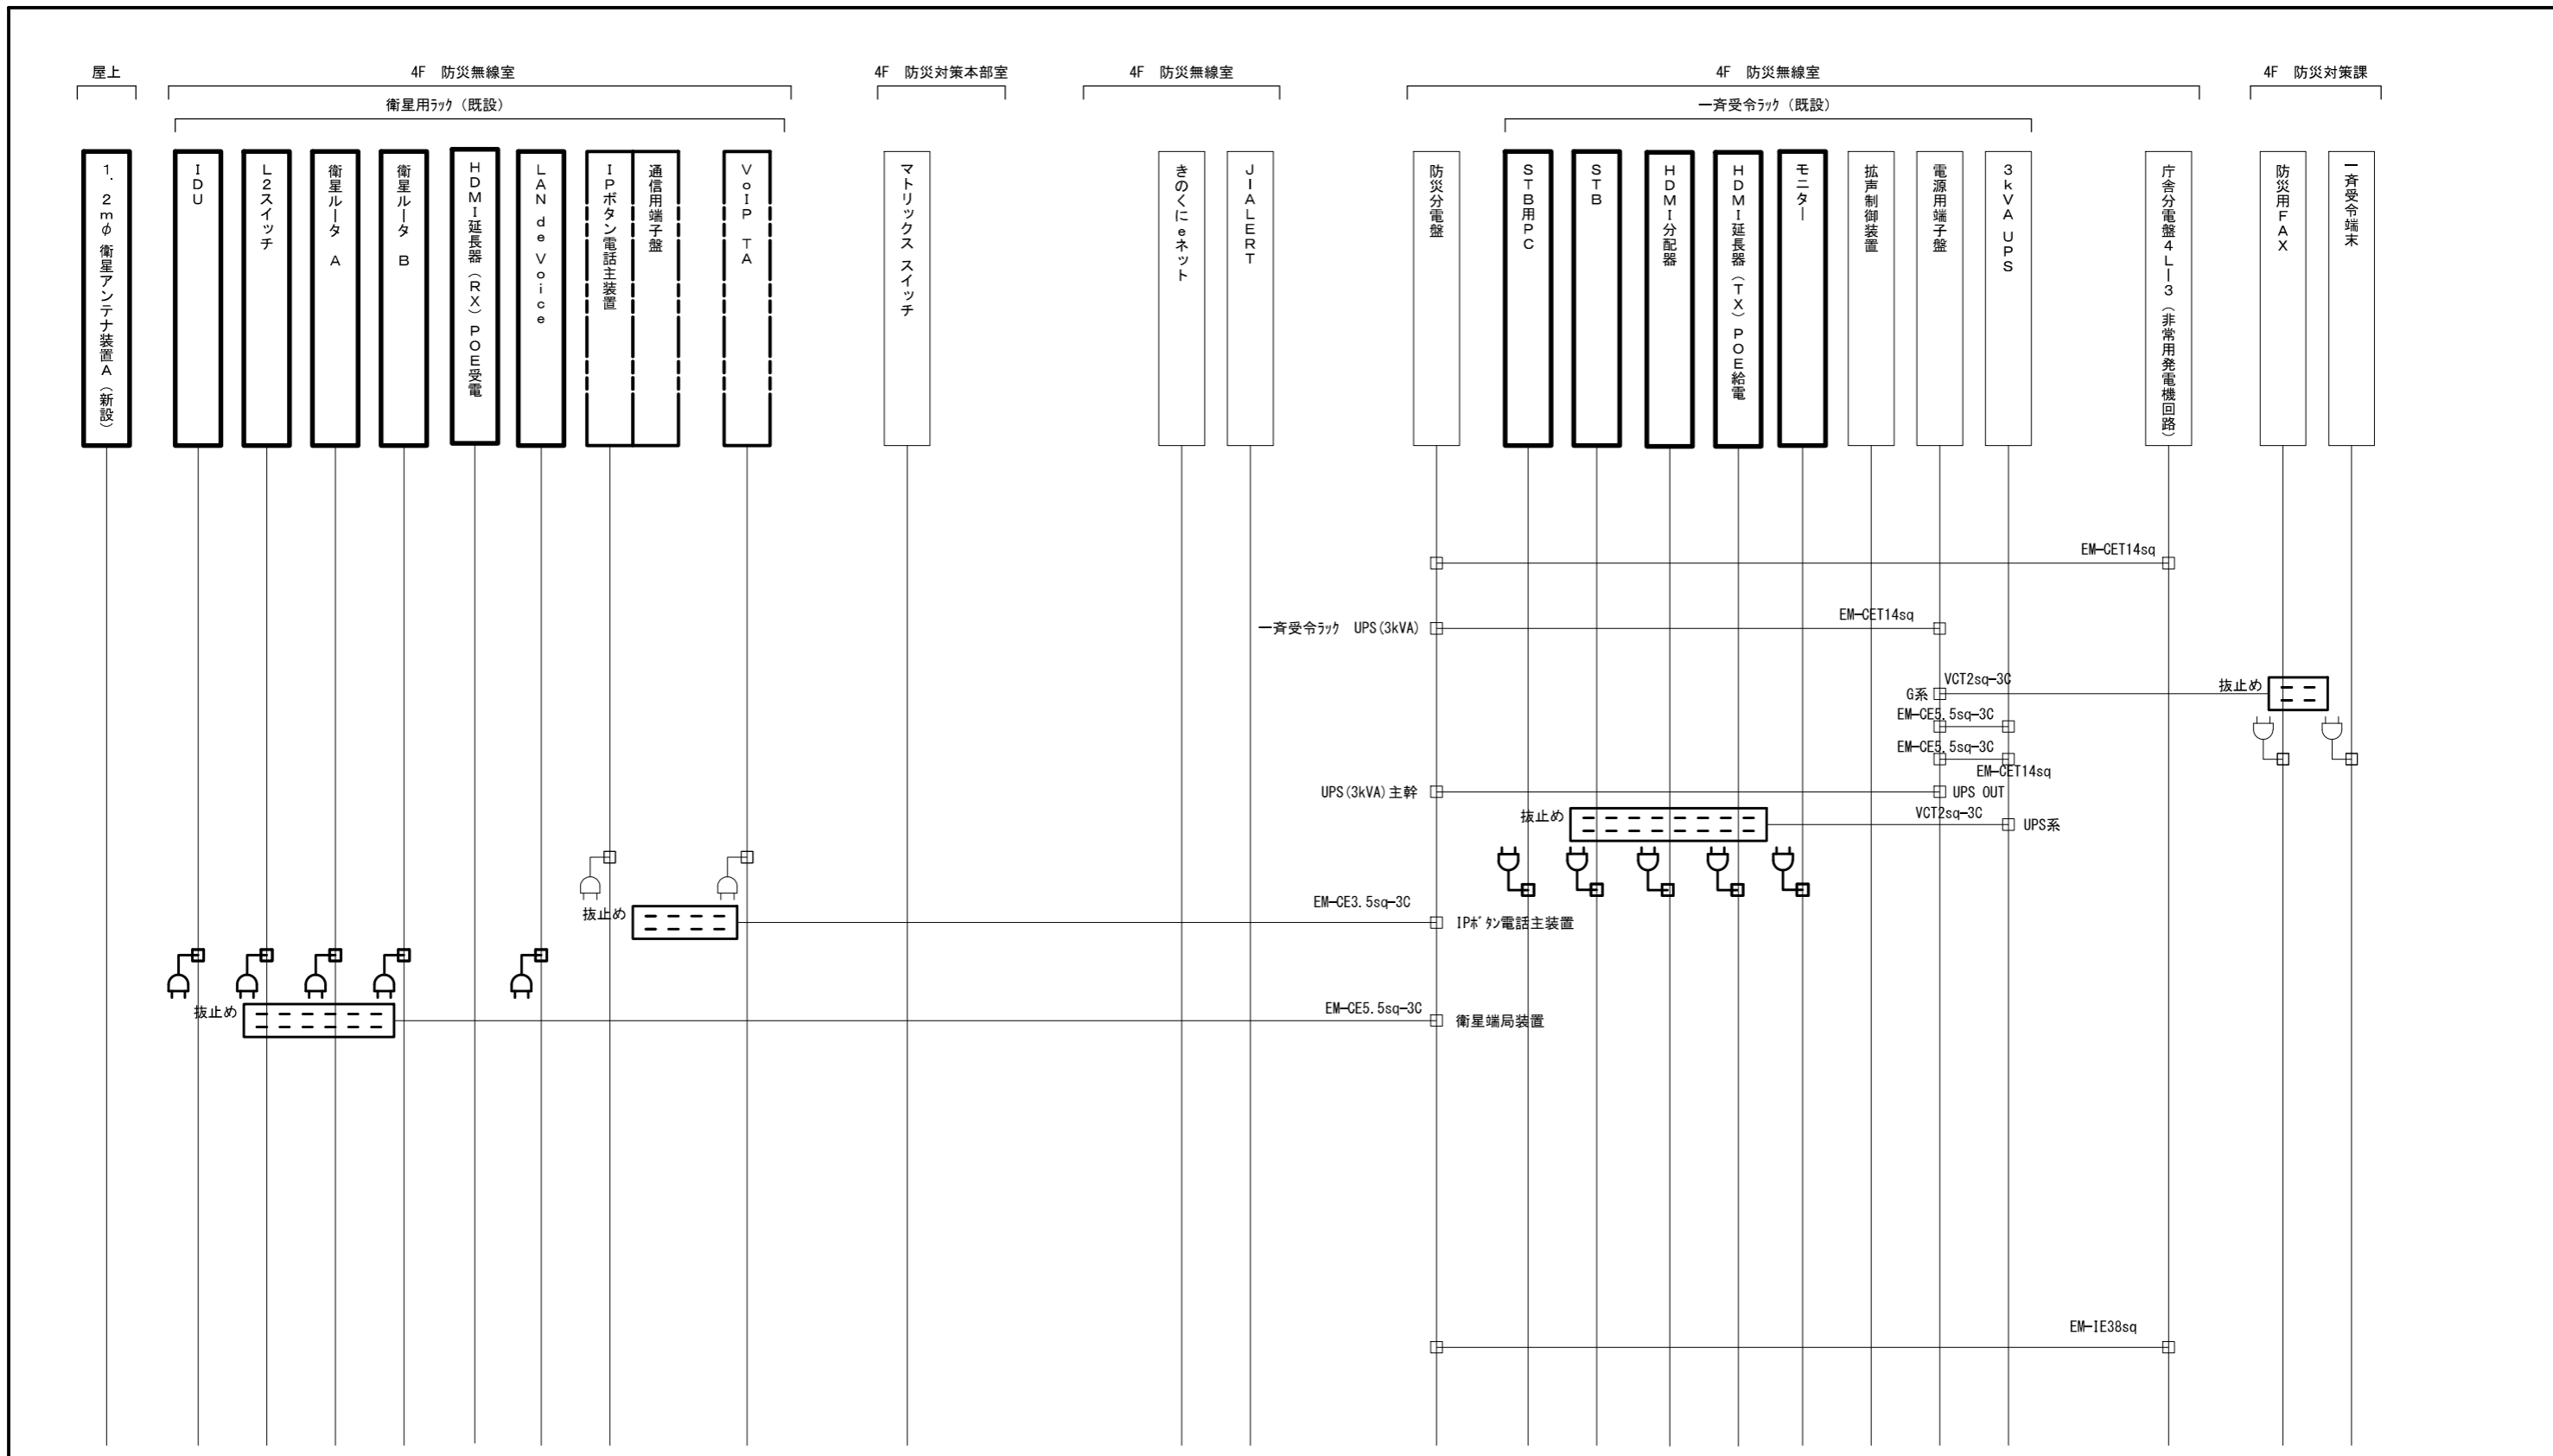 屋上
4F 防災無線室
4F 防災対策本部室
4F 防災無線室
4F 防災無線室
4F 防災対策課
衛星用ﾗｯｸ（既設）
一斉受令ﾗｯｸ（既設）
１．２ｍφ 衛星アンテナ装置Ａ（新設）
ＩＤＵ
Ｌ２スイッチ
衛星ルータ Ａ
衛星ルータ Ｂ
ＨＤＭＩ延長器（ＲＸ）ＰＯＥ受電
ＬＡＮ ｄｅ Ｖｏｉｃｅ
ＩＰボタン電話主装置
通信用端子盤
ＶｏＩＰ ＴＡ
マトリックス スイッチ
きのくにｅネット
Ｊ｜ＡＬＥＲＴ
防災分電盤
ＳＴＢ用ＰＣ
ＳＴＢ
ＨＤＭＩ分配器
ＨＤＭＩ延長器（ＴＸ）ＰＯＥ給電
モニター
拡声制御装置
電源用端子盤
３ｋＶＡ ＵＰＳ
庁舎分電盤４Ｌ｜３（非常用発電機回路）
防災用ＦＡＸ
一斉受令端末
EM-CET14sq
一斉受令ﾗｯｸ UPS(3kVA)
EM-CET14sq
G系
VCT2sq-3C
抜止め
EM-CE5.5sq-3C
EM-CE5.5sq-3C
EM-CET14sq
UPS(3kVA)主幹
UPS OUT
抜止め
VCT2sq-3C
UPS系
抜止め
EM-CE3.5sq-3C
IPﾎﾞﾀﾝ電話主装置
抜止め
EM-CE5.5sq-3C
衛星端局装置
EM-IE38sq